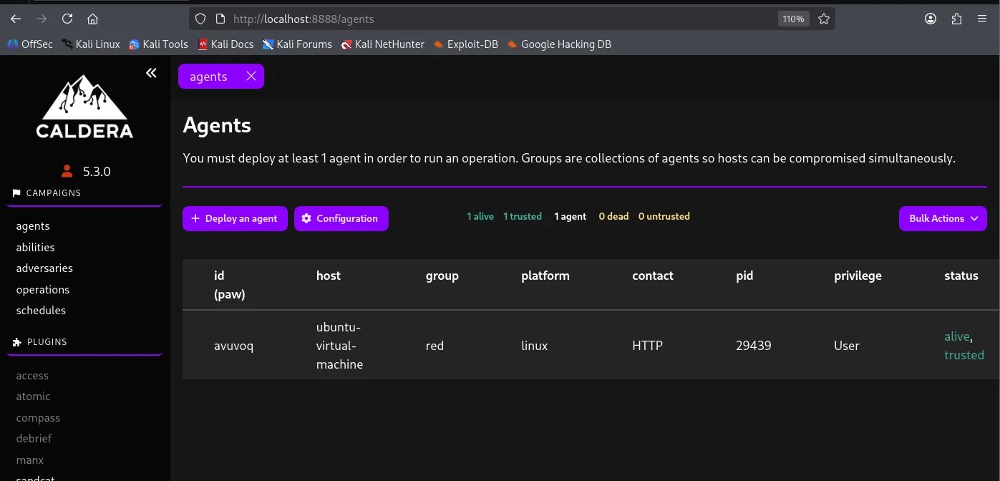 http://localhost:8888/agents
110%
OffSec Kali Linux Kali Tools Kali Docs Kali Forums Kali NetHunter Exploit-DB Google Hacking DB
CALDERA
5.3.0
CAMPAIGNS
agents
abilities
adversaries
operations
schedules
PLUGINS
access
atomic
compass
debrief
manx
sandcat
agents
Agents
You must deploy at least 1 agent in order to run an operation. Groups are collections of agents so hosts can be compromised simultaneously.
+ Deploy an agent Configuration 1 alive 1 trusted 1 agent 0 dead 0 untrusted Bulk Actions
id host group platform contact pid privilege status
(paw)
ubuntu-
virtual-
machine
avuvoq red linux HTTP 29439 User
alive,
trusted